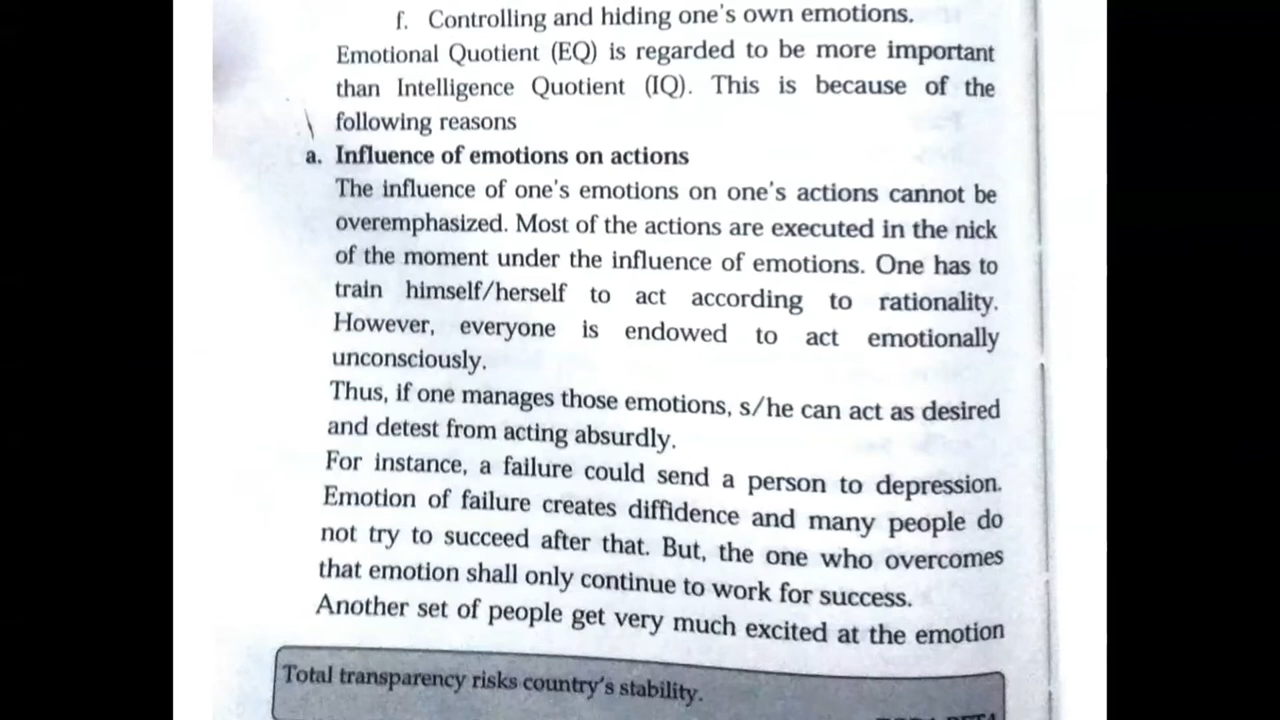 f. Controlling and hiding one's own emotions.
Emotional Quotient (EQ) is regarded to be more important
than Intelligence Quotient (IQ). This is because of the
following reasons
a. Influence of emotions on actions
The influence of one's emotions on one's actions cannot be
overemphasized. Most of the actions are executed in the nick
of the moment under the influence of emotions. One has to
train himself/herself to act according to rationality.
However, everyone is endowed to act emotionally
unconsciously.
Thus, if one manages those emotions, s/he can act as desired
and detest from acting absurdly.
For instance, a failure could send a person to depression.
Emotion of failure creates diffidence and many people do
not try to succeed after that. But, the one who overcomes
that emotion shall only continue to work for success.
Another set of people get very much excited at the emotion
Total transparency risks country's stability.